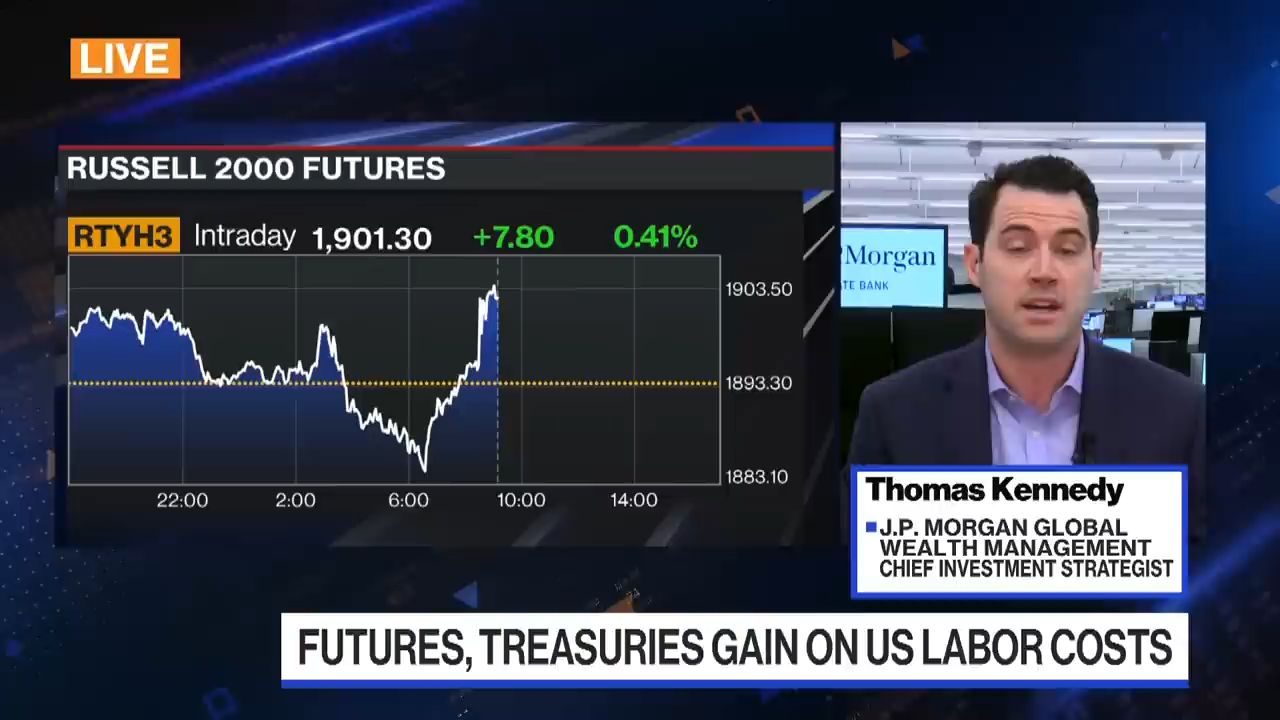 LIVE
RUSSELL 2000 FUTURES
RTYH3 Intraday 1,901.30 +7.80 0.41%
1903.50
1893.30
1883.10
22:00 2:00 6:00 10:00 14:00
Morgan
BANK
Thomas Kennedy
J.P. MORGAN GLOBAL
WEALTH MANAGEMENT
CHIEF INVESTMENT STRATEGIST
FUTURES, TREASURIES GAIN ON US LABOR COSTS